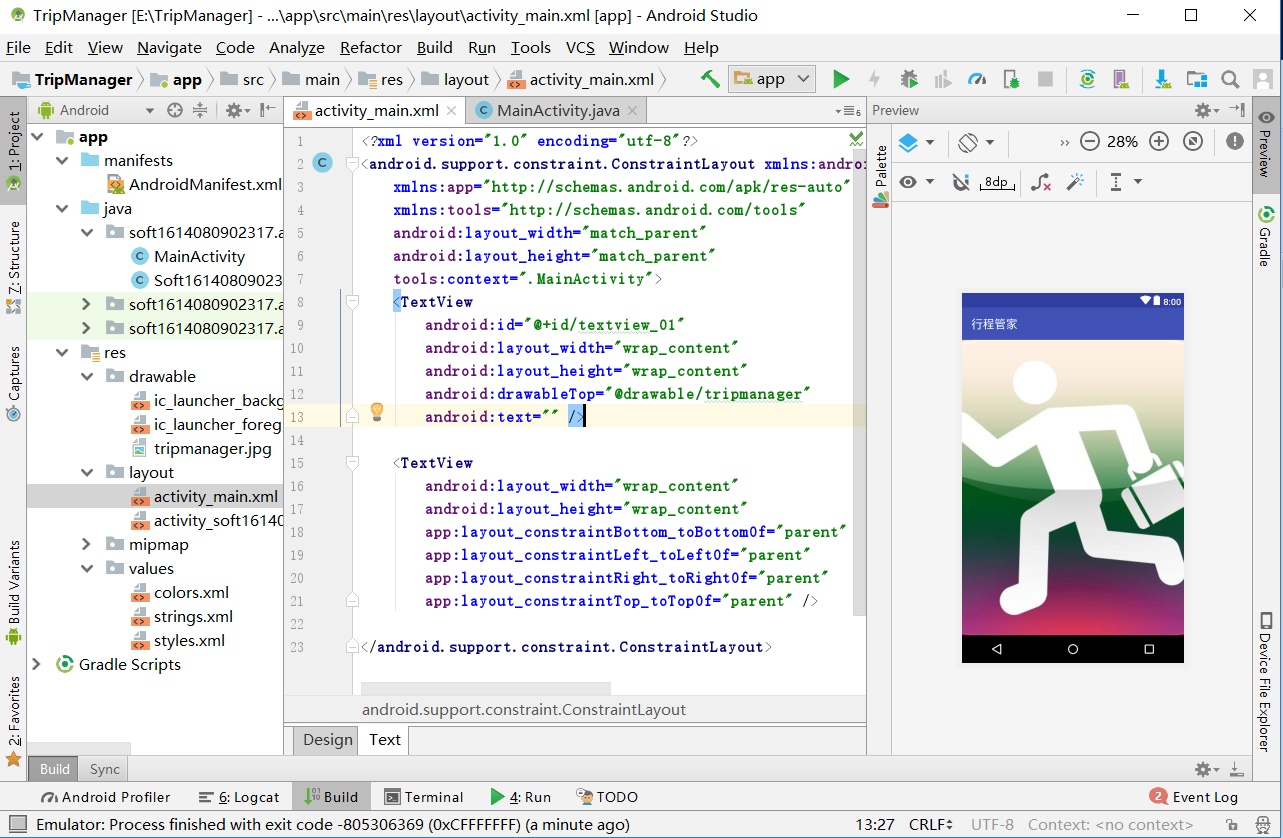 TripManager [E:\TripManager] - ...\app\src\main\res\layout\activity_main.xml [app] - Android Studio
File Edit View Navigate Code Analyze Refactor Build Run Tools VCS Window Help
TripManager app src main res layout activity_main.xml app
1: Project
Z: Structure
Captures
Build Variants
2: Favorites
Android
app
manifests
AndroidManifest.xml
java
soft1614080902317.a
MainActivity
Soft16140809023
soft1614080902317.a
soft1614080902317.a
res
drawable
ic_launcher_backg
ic_launcher_foreg
tripmanager.jpg
layout
activity_main.xml
activity_soft16140
mipmap
values
colors.xml
strings.xml
styles.xml
Gradle Scripts
activity_main.xml MainActivity.java 6
1 <?xml version="1.0" encoding="utf-8"?>
2 <android.support.constraint.ConstraintLayout xmlns:andro
3 xmlns:app="http://schemas.android.com/apk/res-auto"
4 xmlns:tools="http://schemas.android.com/tools"
5 android:layout_width="match_parent"
6 android:layout_height="match_parent"
7 tools:context=".MainActivity">
8 <TextView
9 android:id="@+id/textview_01"
10 android:layout_width="wrap_content"
11 android:layout_height="wrap_content"
12 android:drawableTop="@drawable/tripmanager"
13 android:text="" />
14
15 <TextView
16 android:layout_width="wrap_content"
17 android:layout_height="wrap_content"
18 app:layout_constraintBottom_toBottomOf="parent"
19 app:layout_constraintLeft_toLeftOf="parent"
20 app:layout_constraintRight_toRightOf="parent"
21 app:layout_constraintTop_toTopOf="parent" />
22
23 </android.support.constraint.ConstraintLayout>
android.support.constraint.ConstraintLayout
Design Text
Preview
Palette
28%
8dp
8:00
行程管家
Preview
Gradle
Device File Explorer
Build Sync
Android Profiler 6: Logcat Build Terminal 4: Run TODO 2 Event Log
Emulator: Process finished with exit code -805306369 (0xCFFFFFFF) (a minute ago) 13:27 CRLF UTF-8 Context: <no context>